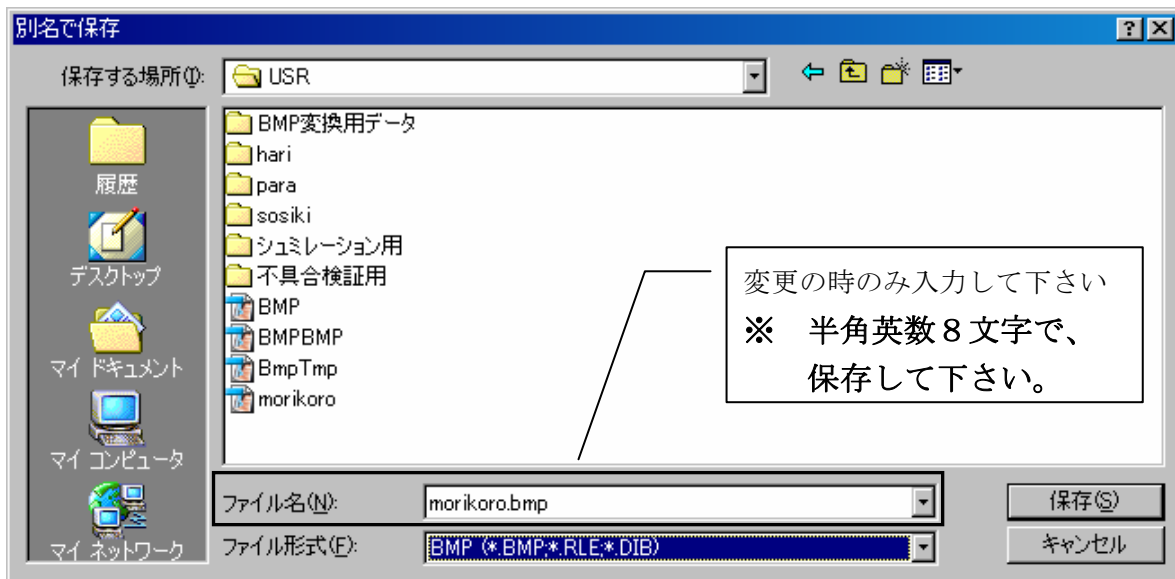 別名で保存
保存する場所(I):
USR
履歴
デスクトップ
マイ ドキュメント
マイ コンピュータ
マイ ネットワーク
BMP変換用データ
hari
para
sosiki
シュミレーション用
不具合検証用
BMP
BMPBMP
BmpTmp
morikoro
変更の時のみ入力して下さい
※ 半角英数８文字で、
保存して下さい。
ファイル名(N): morikoro.bmp 保存(S)
ファイル形式(F): BMP (*.BMP;*.RLE;*.DIB) キャンセル